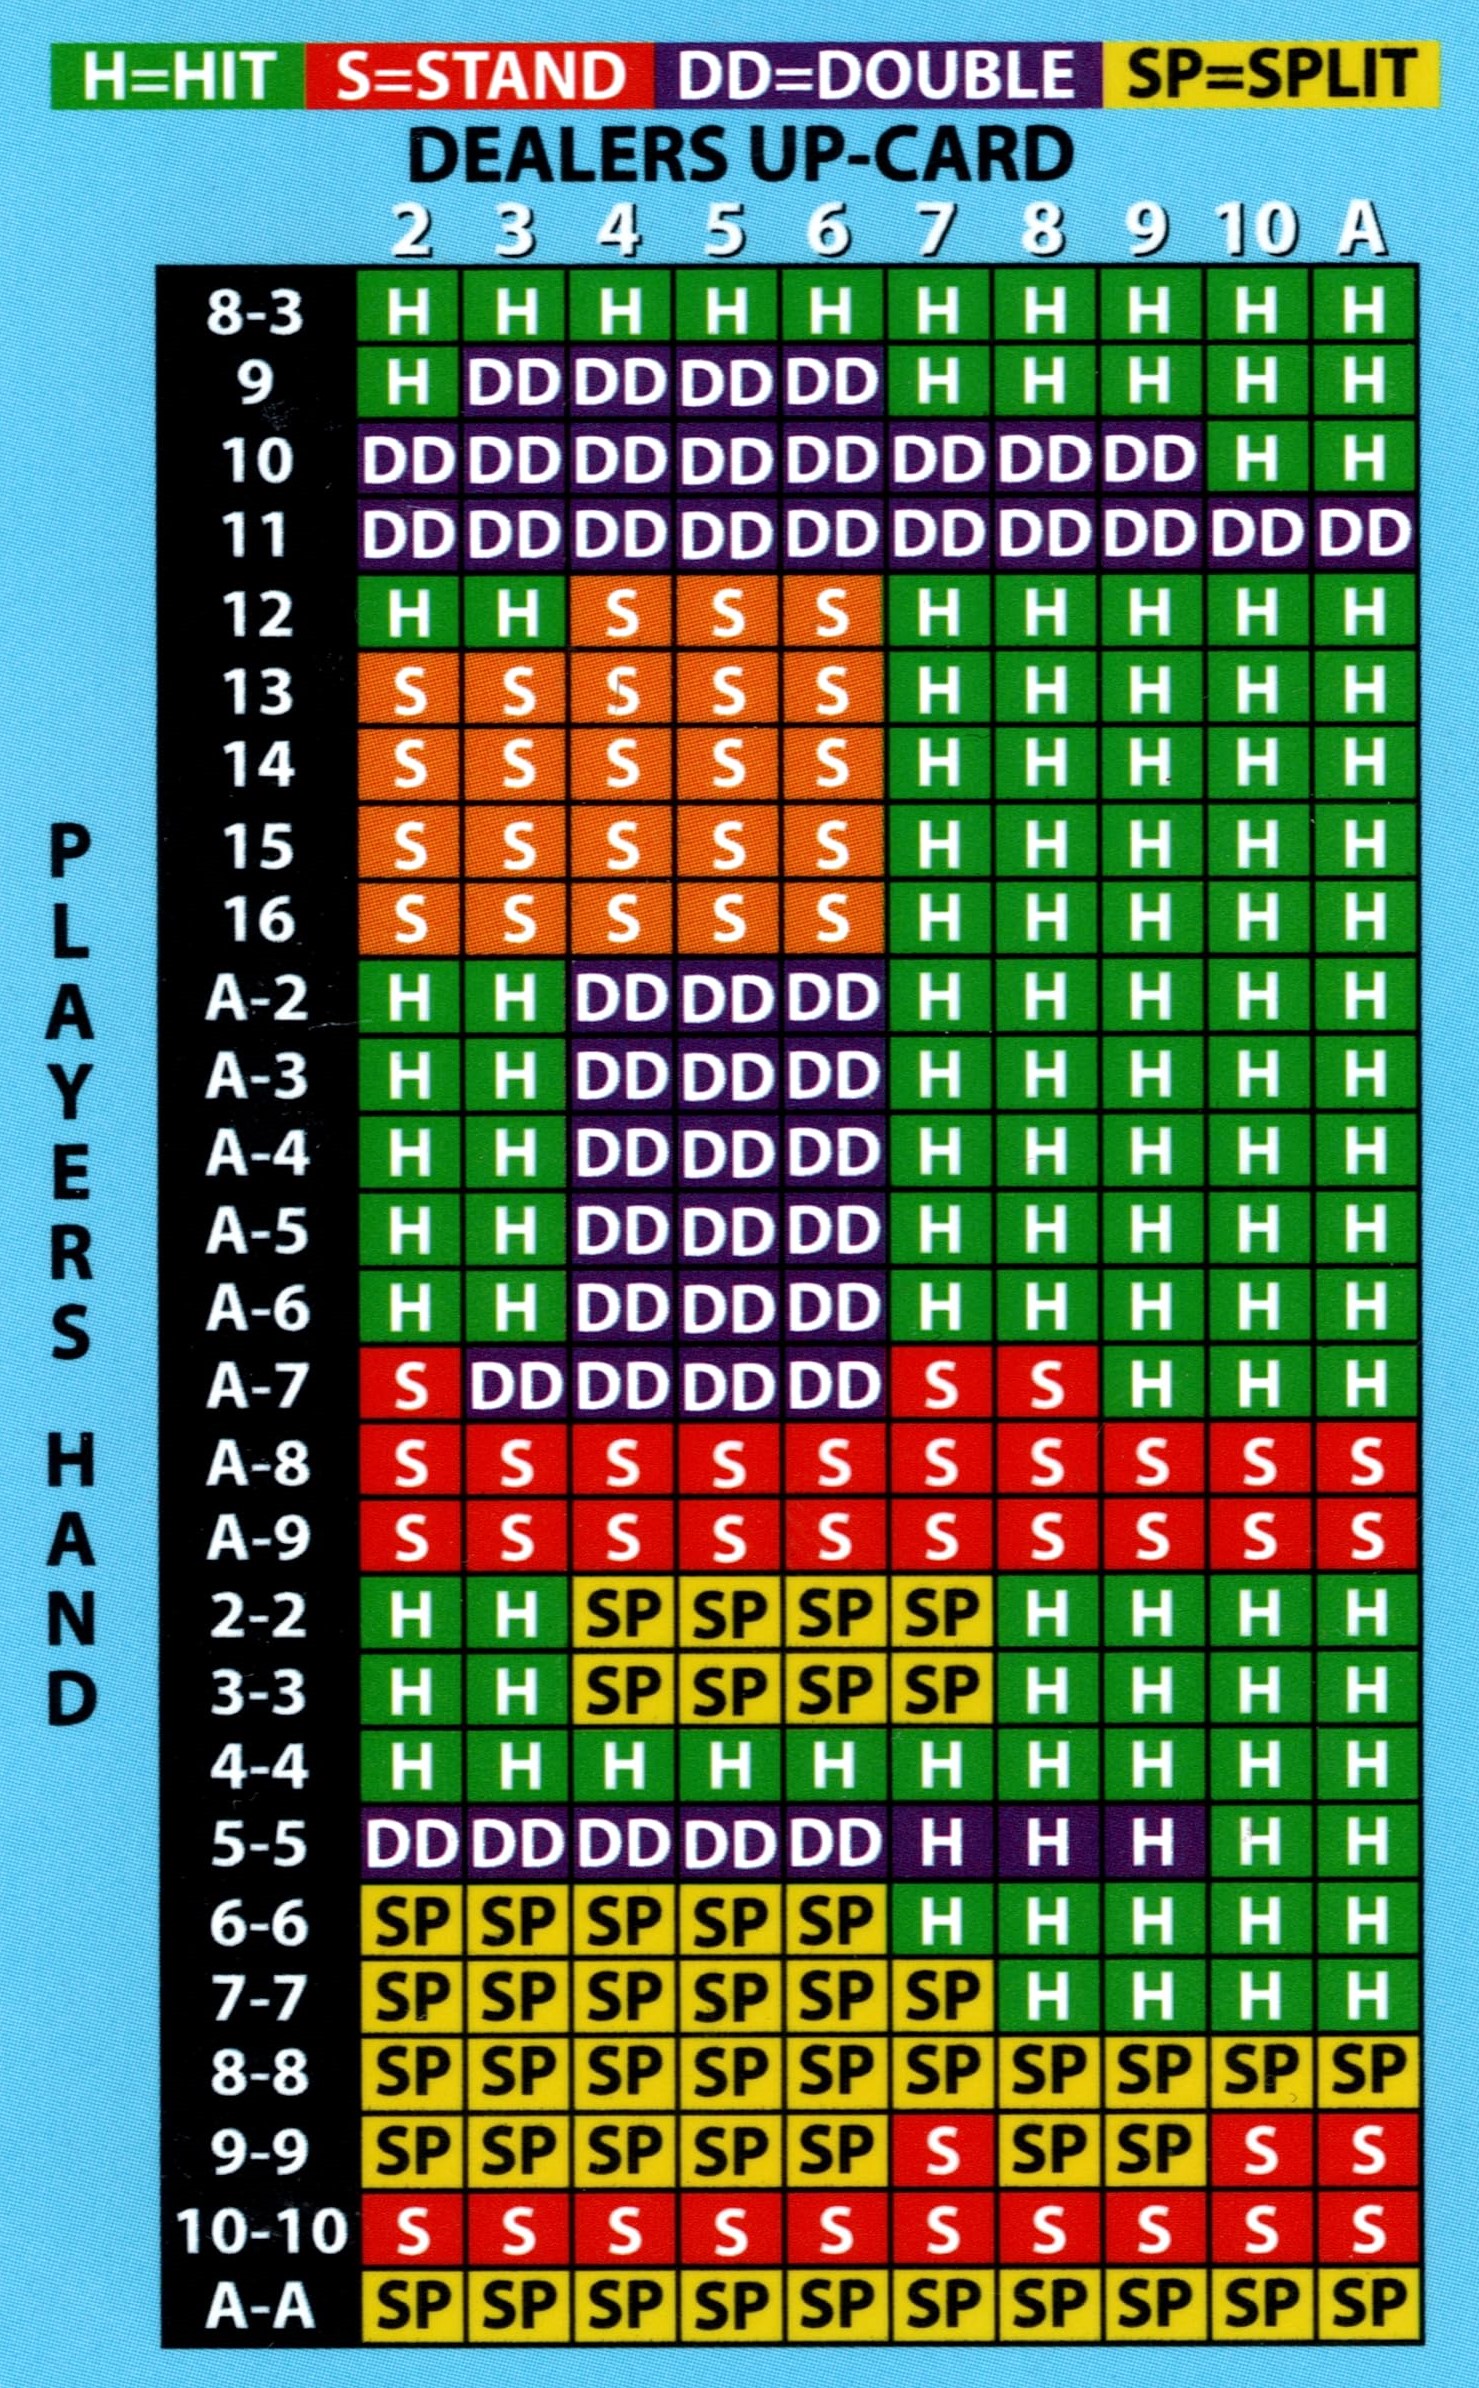 H=HIT S=STAND DD=DOUBLE SP=SPLIT
DEALERS UP-CARD
2 3 4 5 6 7 8 9 10 A
PLAYERS HAND
8-3 H H H H H H H H H H
9 H DD DD DD DD H H H H H
10 DD DD DD DD DD DD DD DD H H
11 DD DD DD DD DD DD DD DD DD DD
12 H H S S S H H H H H
13 S S S S S H H H H H
14 S S S S S H H H H H
15 S S S S S H H H H H
16 S S S S S H H H H H
A-2 H H DD DD DD H H H H H
A-3 H H DD DD DD H H H H H
A-4 H H DD DD DD H H H H H
A-5 H H DD DD DD H H H H H
A-6 H H DD DD DD H H H H H
A-7 S DD DD DD DD S S H H H
A-8 S S S S S S S S S S
A-9 S S S S S S S S S S
2-2 H H SP SP SP SP H H H H
3-3 H H SP SP SP SP H H H H
4-4 H H H H H H H H H H
5-5 DD DD DD DD DD H H H H H
6-6 SP SP SP SP SP H H H H H
7-7 SP SP SP SP SP SP H H H H
8-8 SP SP SP SP SP SP SP SP SP SP
9-9 SP SP SP SP SP S SP SP S S
10-10 S S S S S S S S S S
A-A SP SP SP SP SP SP SP SP SP SP